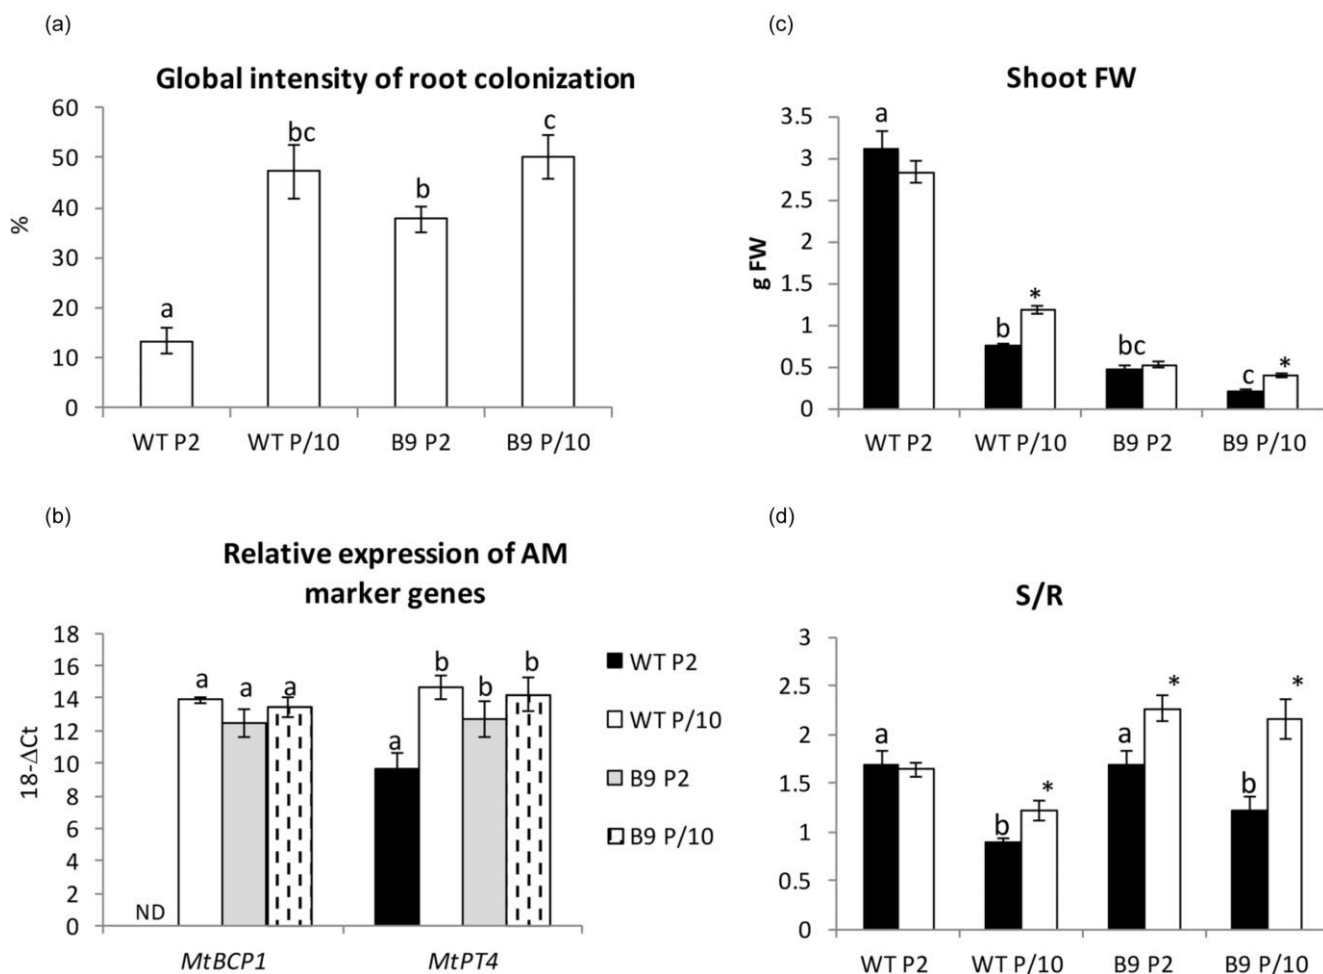 (a)
Global intensity of root colonization
60
50
40
30
20
10
0
%
a
bc
b
c
WT P2
WT P/10
B9 P2
B9 P/10
(c)
Shoot FW
3.5
3
2.5
2
1.5
1
0.5
0
g FW
a
b
*
bc
c
*
WT P2
WT P/10
B9 P2
B9 P/10
(b)
Relative expression of AM
marker genes
18
16
14
12
10
8
6
4
2
0
18-ΔCt
ND
a
a
a
a
b
b
b
MtBCP1
MtPT4
WT P2
WT P/10
B9 P2
B9 P/10
(d)
S/R
3
2.5
2
1.5
1
0.5
0
a
b
*
a
*
b
*
WT P2
WT P/10
B9 P2
B9 P/10